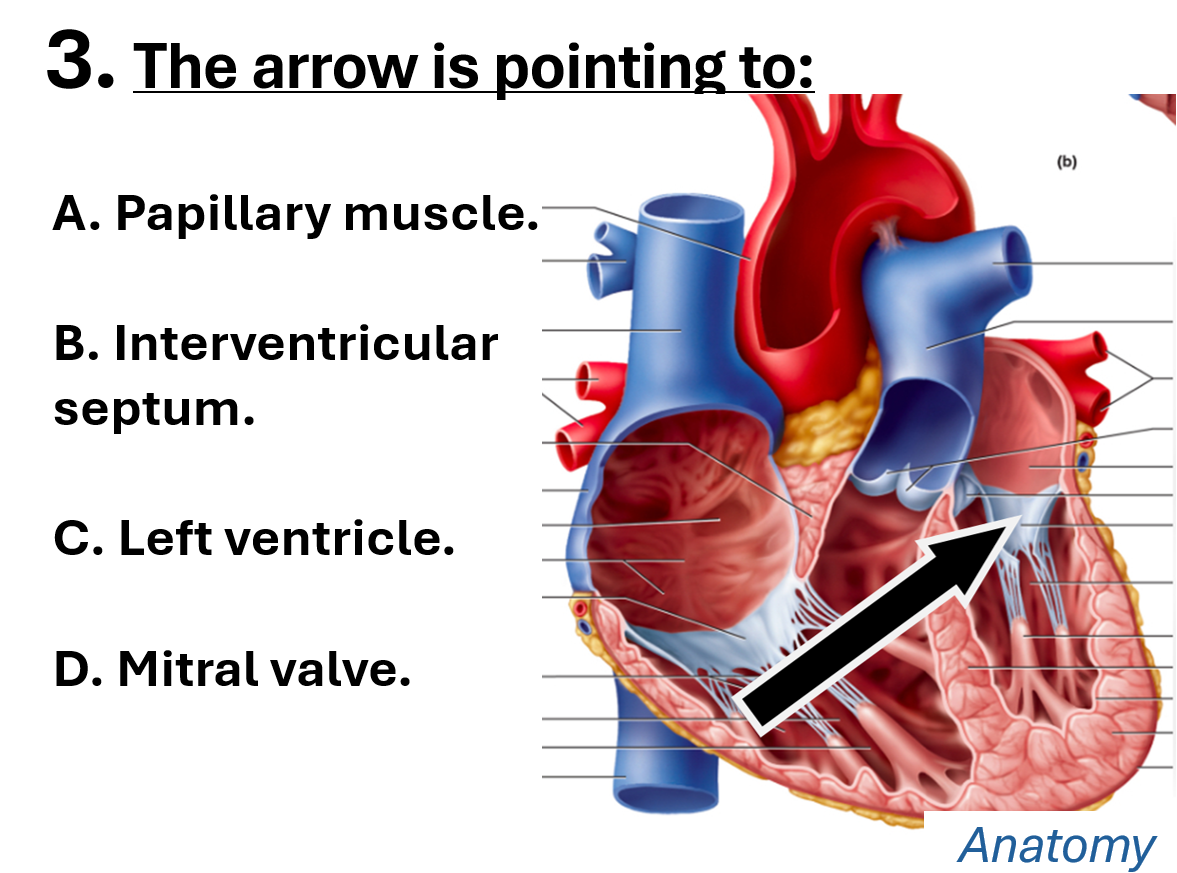 3. The arrow is pointing to:
(b)
A. Papillary muscle.
B. Interventricular
septum.
C. Left ventricle.
D. Mitral valve.
Anatomy